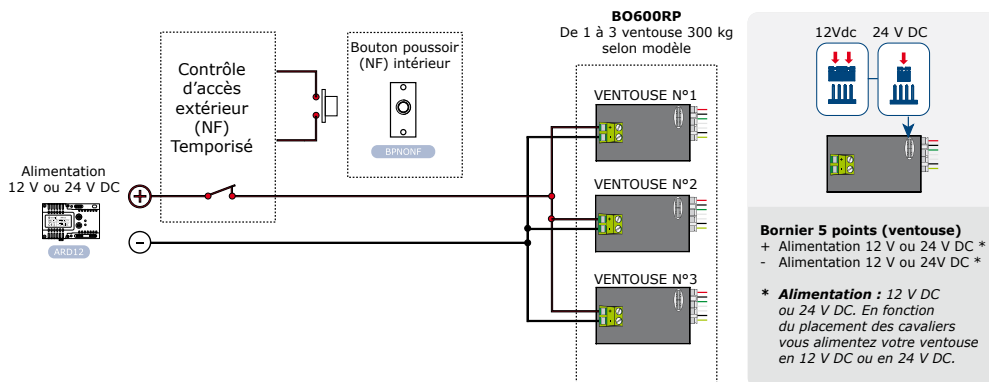 BO600RP
De 1 à 3 ventouse 300 kg
selon modèle
Contrôle
d'accès
extérieur
(NF)
Temporisé
Bouton poussoir
(NF) intérieur
BPNONF
Alimentation
12 V ou 24 V DC
ARD12
+
-
VENTOUSE N°1
VENTOUSE N°2
VENTOUSE N°3
12Vdc
24 V DC
Bornier 5 points (ventouse)
+ Alimentation 12 V ou 24 V DC *
- Alimentation 12 V ou 24V DC *
* Alimentation : 12 V DC
ou 24 V DC. En fonction
du placement des cavaliers
vous alimentez votre ventouse
en 12 V DC ou en 24 V DC.